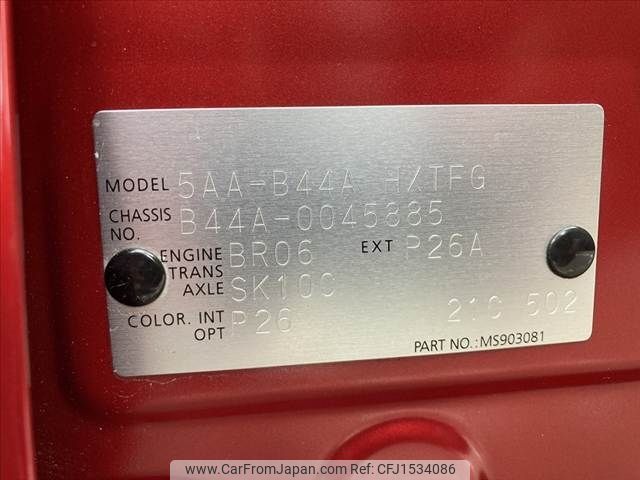 MODEL 5AA-B44A HXTFG
CHASSIS NO. B44A-0045885
ENGINE BR06 EXT P26A
TRANS AXLE SK10C
COLOR. INT OPT P26 21C 502
PART NO.:MS903081
www.CarFromJapan.com | Ref No. CFJ1534086